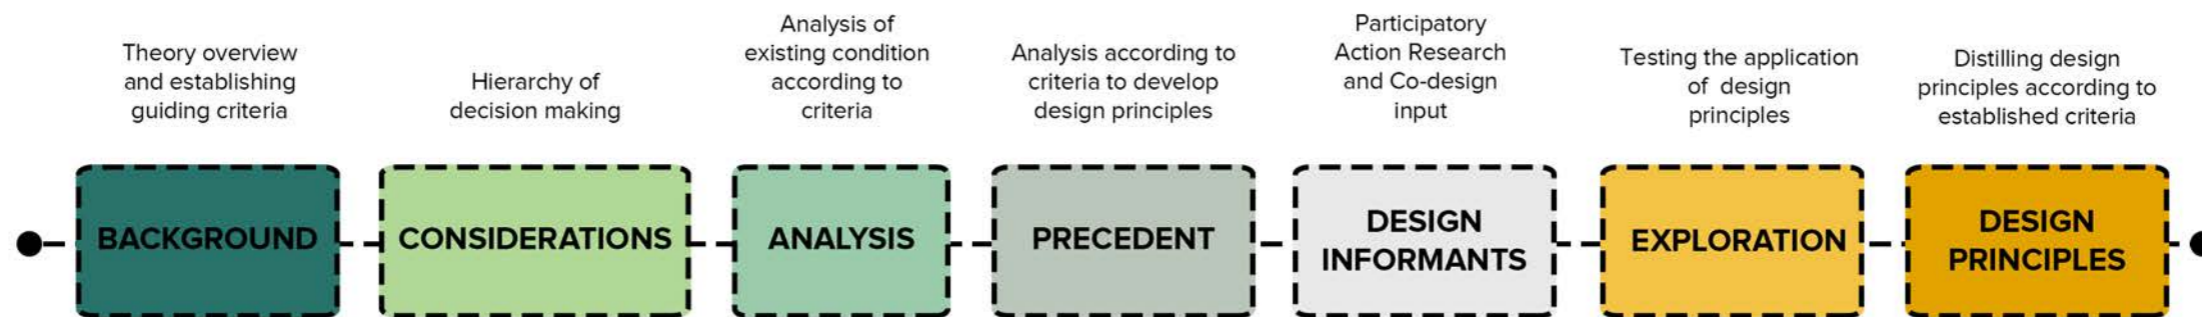 Theory overview
and establishing
guiding criteria
BACKGROUND
Hierarchy of
decision making
CONSIDERATIONS
Analysis of
existing condition
according to
criteria
ANALYSIS
Analysis according to
criteria to develop
design principles
PRECEDENT
Participatory
Action Research
and Co-design
input
DESIGN
INFORMANTS
Testing the application
of design
principles
EXPLORATION
Distilling design
principles according to
established criteria
DESIGN
PRINCIPLES